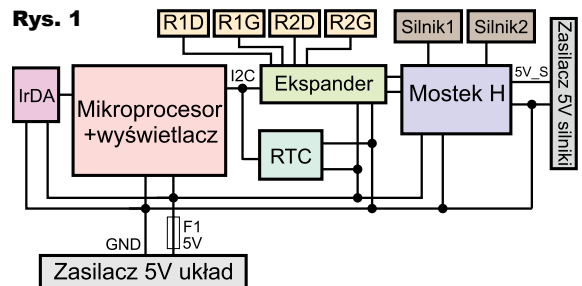 Rys. 1
R1D
R1G
R2D
R2G
Silnik1
Silnik2
IrDA
Mikroprocesor
+wyświetlacz
I2C
Ekspander
Mostek H
5V_S
Zasilacz 5V silniki
RTC
F1
5V
GND
Zasilacz 5V układ